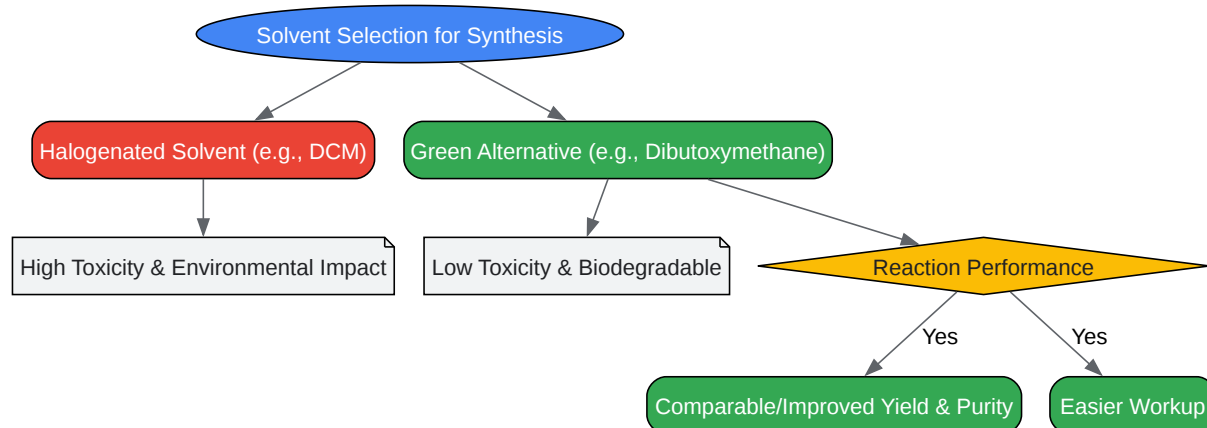 Solvent Selection for Synthesis
Halogenated Solvent (e.g., DCM)
Green Alternative (e.g., Dibutoxymethane)
High Toxicity & Environmental Impact
Low Toxicity & Biodegradable
Reaction Performance
Yes
Yes
Comparable/Improved Yield & Purity
Easier Workup